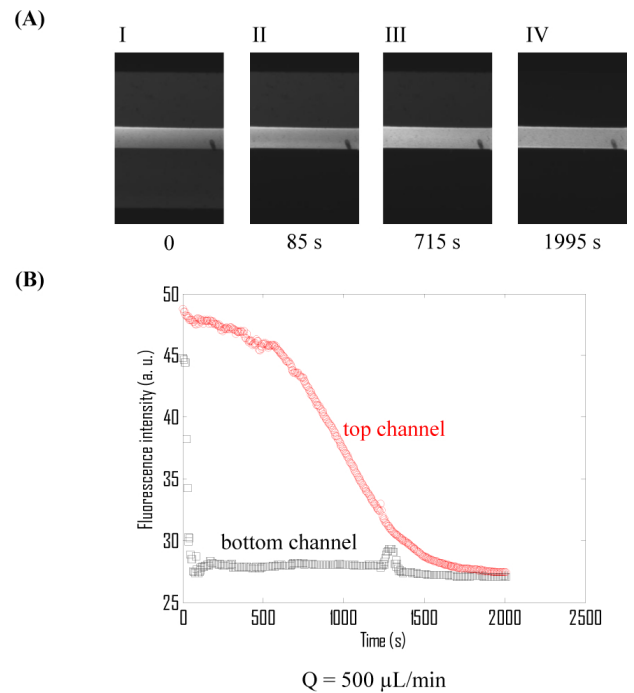 (A)
I II III IV
0 85 s 715 s 1995 s
(B)
50
45
40
35
30
25
Fluorescence intensity (a. u.)
top channel
bottom channel
0 500 1000 1500 2000 2500
Time (s)
Q = 500 µL/min